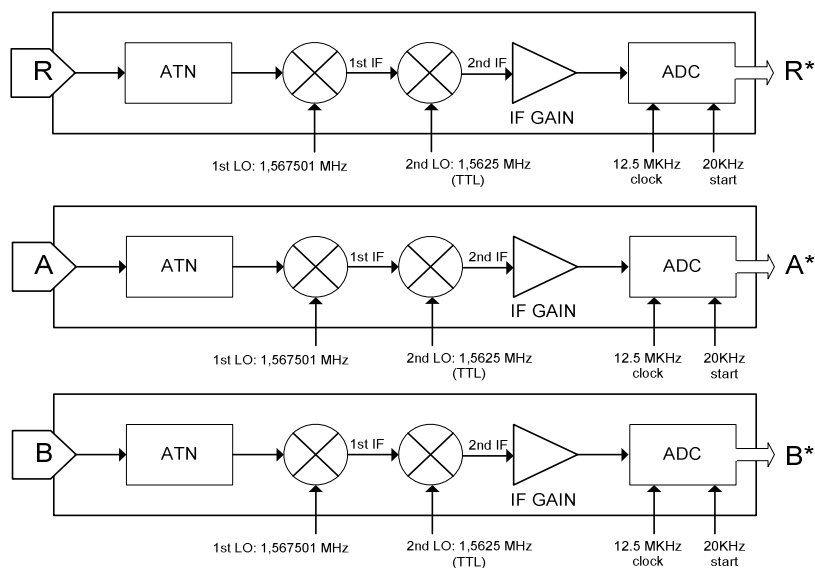 R
ATN
1st IF
2nd IF
IF GAIN
ADC
R*
1st LO: 1,567501 MHz
2nd LO: 1,5625 MHz
(TTL)
12.5 MKHz
clock
20KHz
start
A
ATN
1st IF
2nd IF
IF GAIN
ADC
A*
1st LO: 1,567501 MHz
2nd LO: 1,5625 MHz
(TTL)
12.5 MKHz
clock
20KHz
start
B
ATN
1st IF
2nd IF
IF GAIN
ADC
B*
1st LO: 1,567501 MHz
2nd LO: 1,5625 MHz
(TTL)
12.5 MKHz
clock
20KHz
start